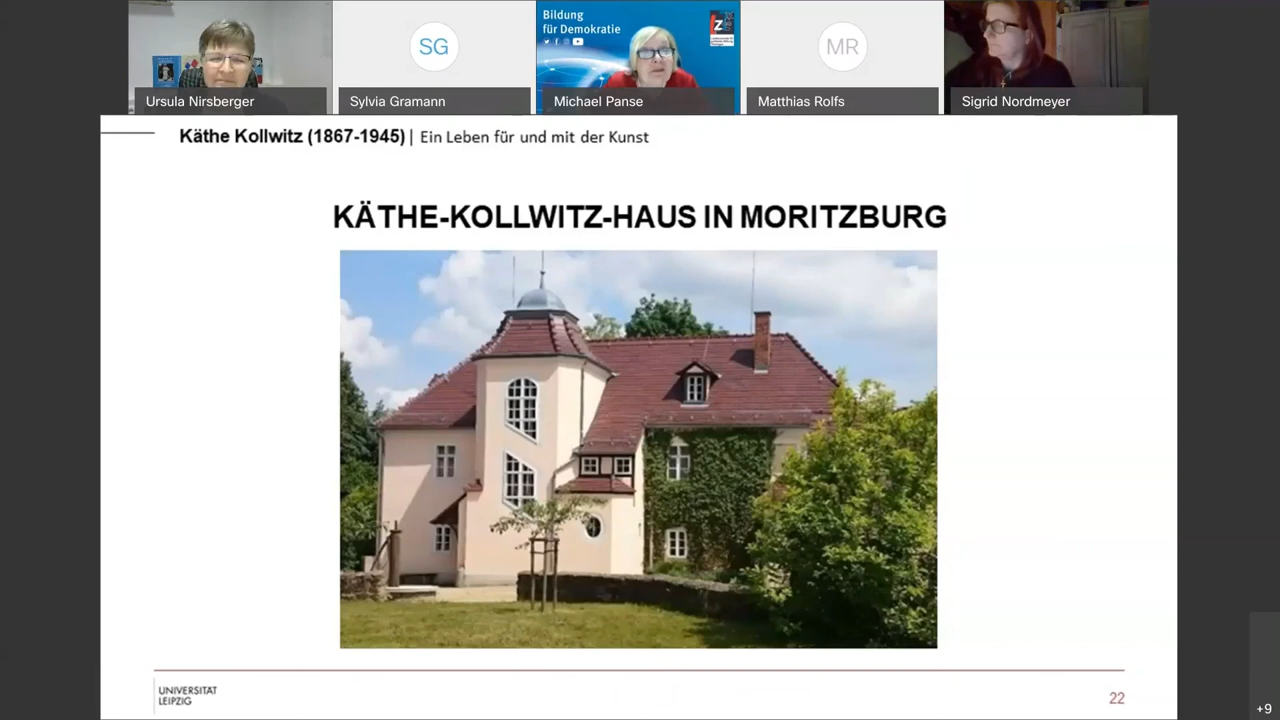 Bildung
für Demokratie
SG
MR
Ursula Nirsberger
Sylvia Gramann
Michael Panse
Matthias Rolfs
Sigrid Nordmeyer
Käthe Kollwitz (1867-1945) | Ein Leben für und mit der Kunst
KÄTHE-KOLLWITZ-HAUS IN MORITZBURG
UNIVERSITÄT
LEIPZIG
22
+9